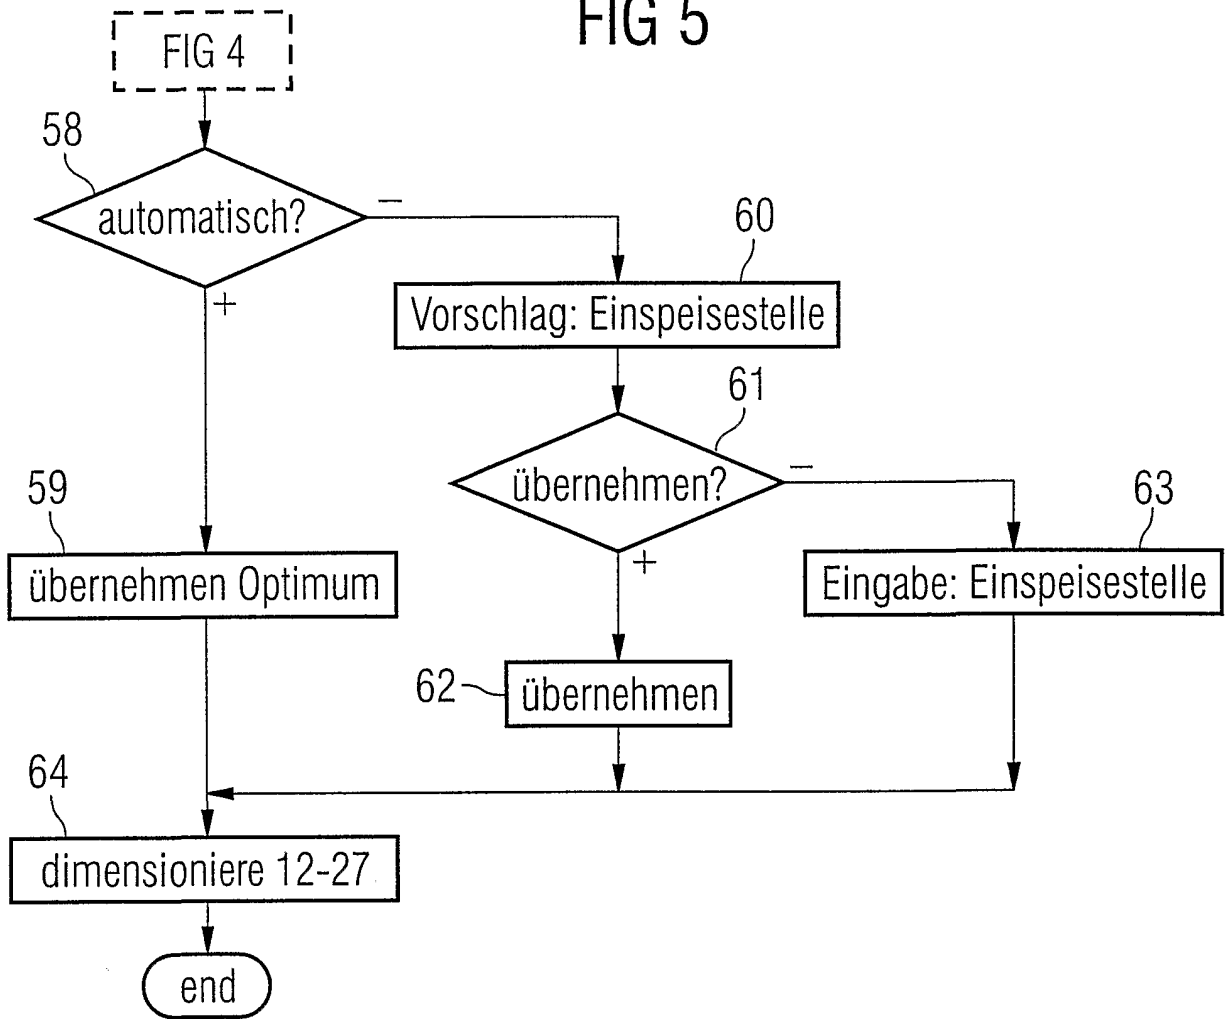 FIG 5
FIG 4
58
automatisch?
−
+
60
Vorschlag: Einspeisestelle
61
übernehmen?
−
+
59
übernehmen Optimum
63
Eingabe: Einspeisestelle
62
übernehmen
64
dimensioniere 12-27
end